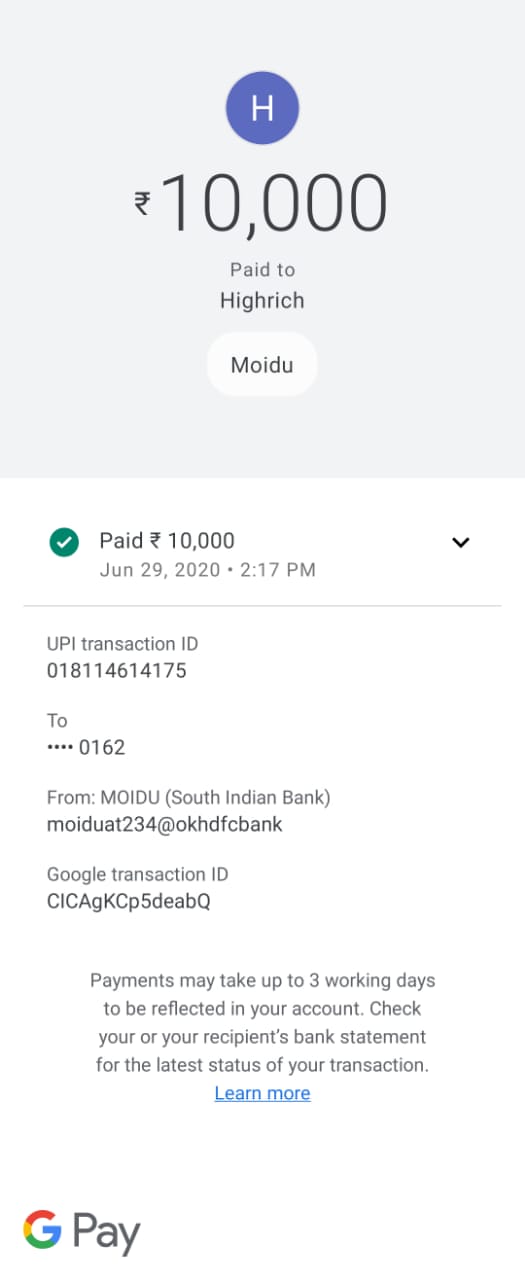 H
₹10,000
Paid to
Highrich
Moidu
Paid ₹ 10,000
Jun 29, 2020 • 2:17 PM
UPI transaction ID
018114614175
To
•••• 0162
From: MOIDU (South Indian Bank)
moiduat234@okhdfcbank
Google transaction ID
CICAgKCp5deabQ
Payments may take up to 3 working days
to be reflected in your account. Check
your or your recipient's bank statement
for the latest status of your transaction.
Learn more
G Pay